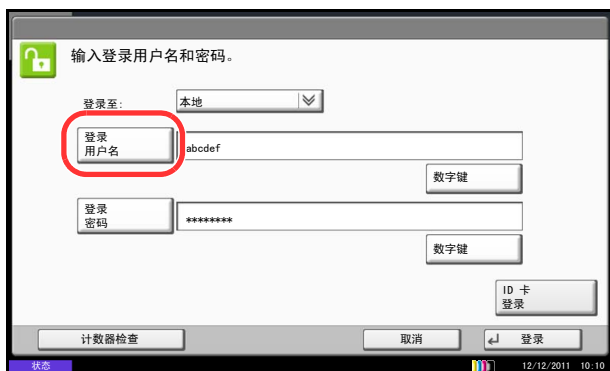 输入登录用户名和密码。
登录至: 本地
登录
用户名
abcdef
数字键
登录
密码
********
数字键
ID 卡
登录
计数器检查 取消 登录
状态 12/12/2011 10:10